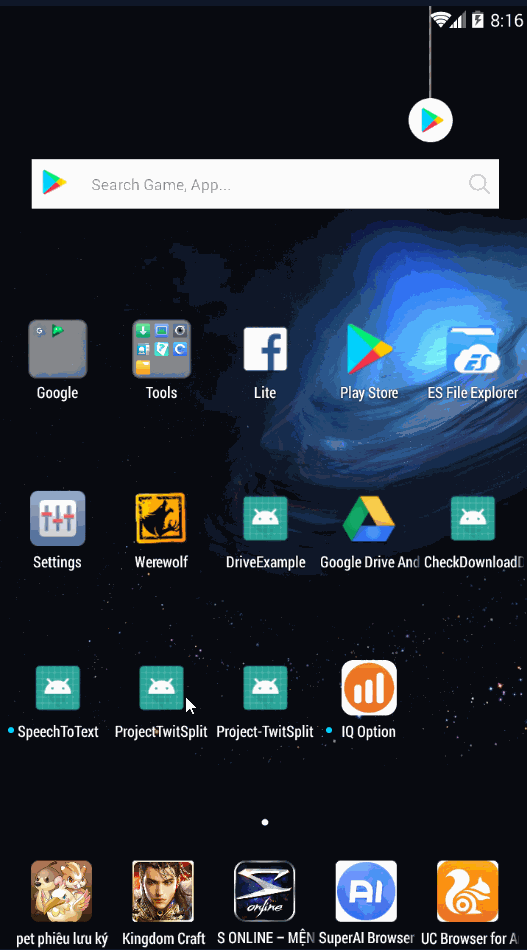 8:16
Search Game, App...
Google
Tools
Lite
Play Store
ES File Explorer
Settings
Werewolf
DriveExample
Google Drive And
CheckDownloadD
SpeechToText
ProjectTwitSplit
Project-TwitSplit
IQ Option
online
AI
pet phiêu lưu ký
Kingdom Craft
S ONLINE – MỆN
SuperAI Browser
UC Browser for A